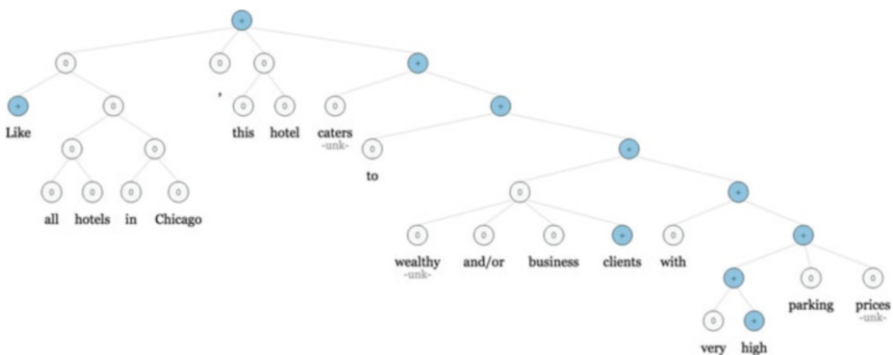 +
0 0 0 +
,
+ 0 0 0 0 +
Like this hotel caters
-unk-
0 0 0 +
to
0 0 0 0 0 +
all hotels in Chicago
0 0 0 + 0 +
wealthy and/or business clients with
-unk-
+ 0 0
parking prices
-unk-
0 +
very high